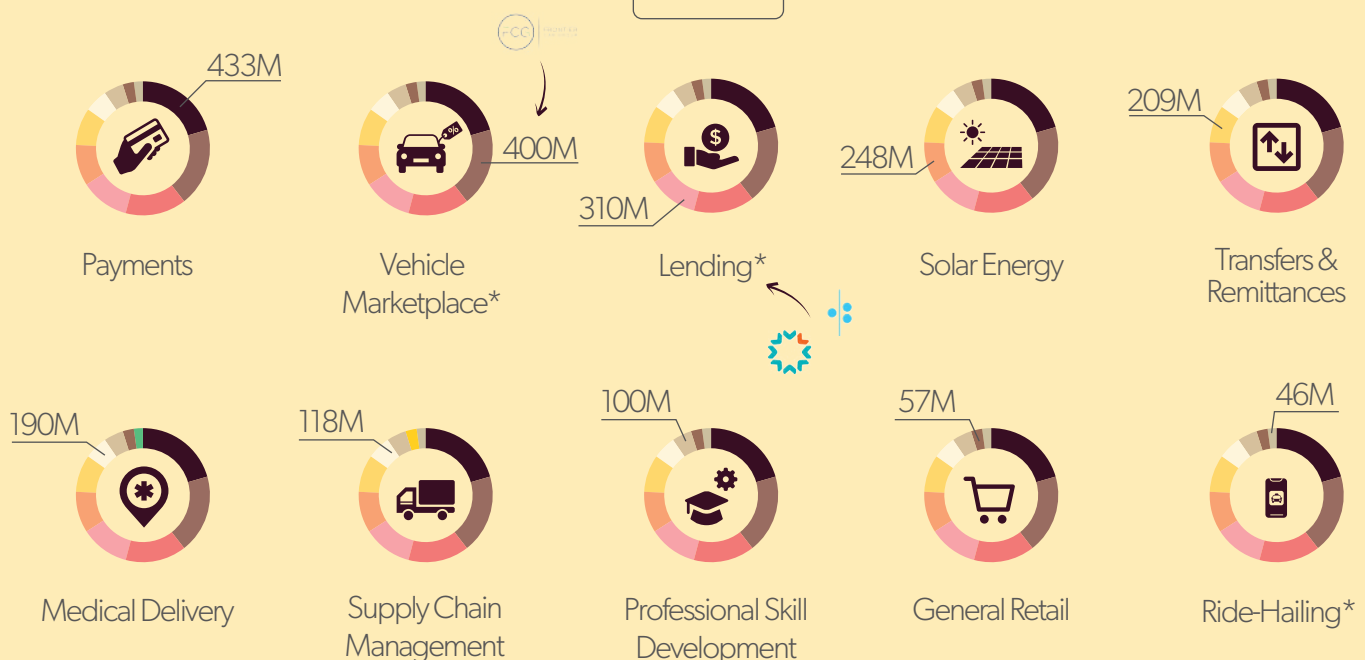 FCG
433M
400M
310M
$
%
248M
209M
Payments
Vehicle
Marketplace*
Lending*
Solar Energy
Transfers &
Remittances
190M
118M
100M
57M
46M
Medical Delivery
Supply Chain
Management
Professional Skill
Development
General Retail
Ride-Hailing*